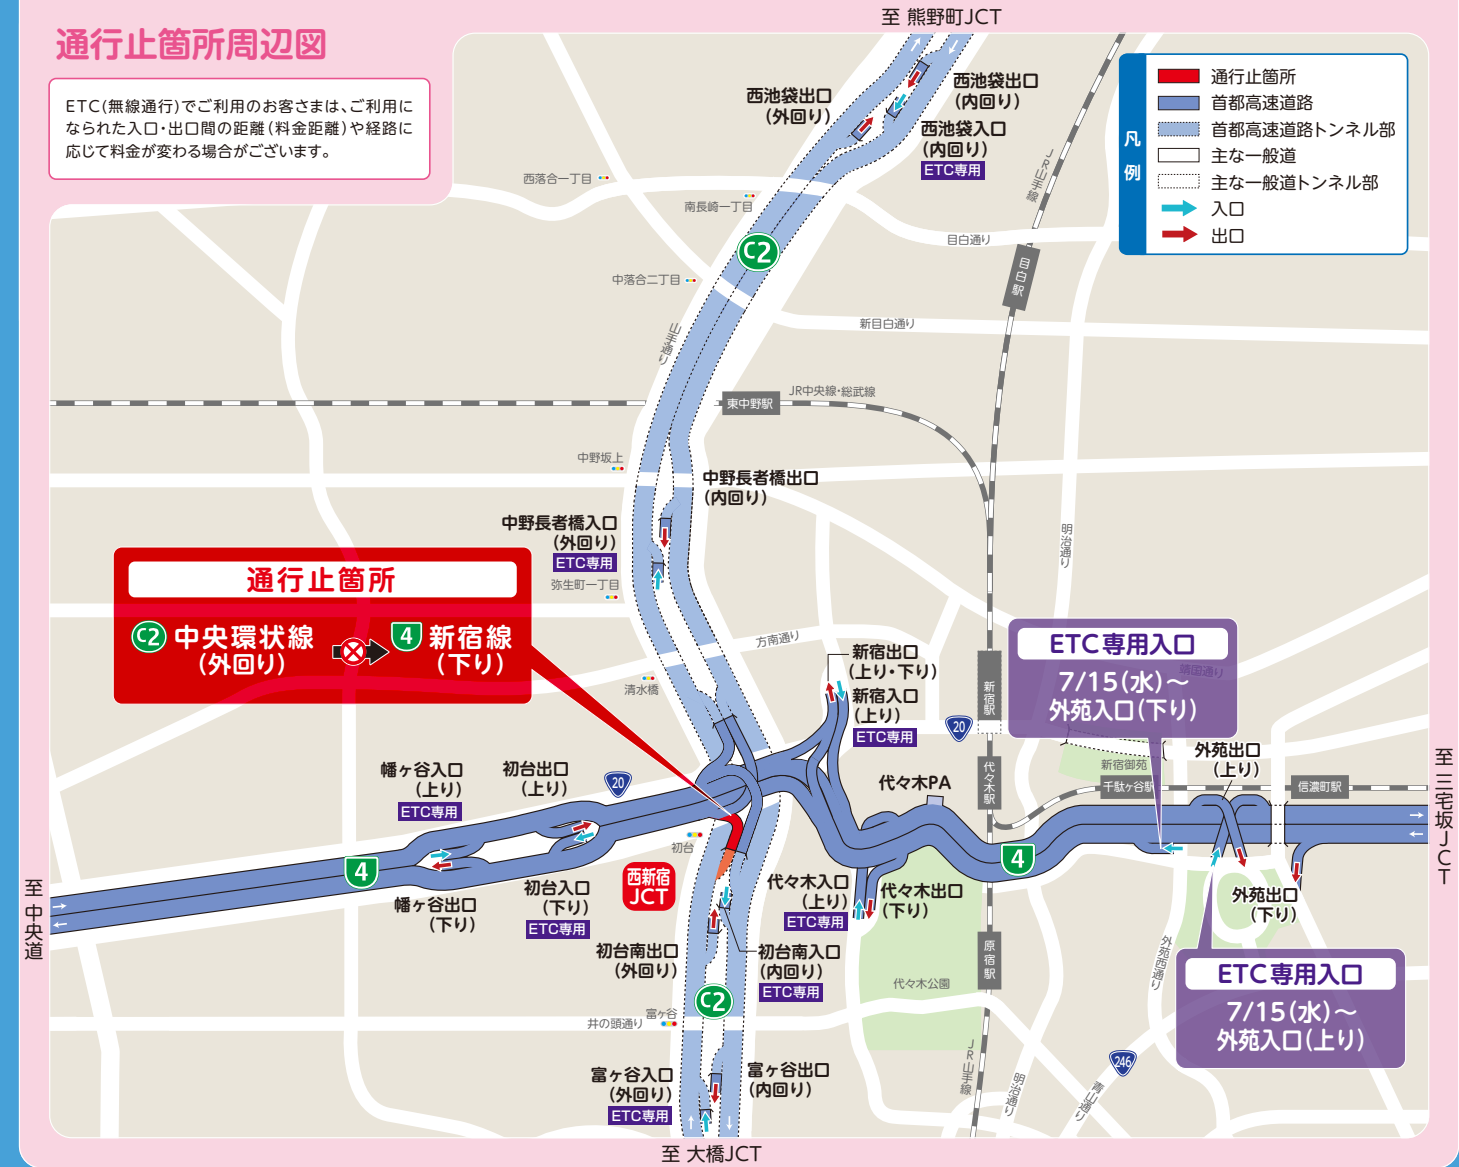 至 熊野町JCT
通行止箇所周辺図
ETC(無線通行)でご利用のお客さまは、ご利用に
なられた入口・出口間の距離(料金距離)や経路に
応じて料金が変わる場合がございます。
凡例
通行止箇所
首都高速道路
首都高速道路トンネル部
主な一般道
主な一般道トンネル部
入口
出口
西池袋出口
(外回り)
西池袋出口
(内回り)
西池袋入口
(内回り)
ETC専用
JR山手線
西落合一丁目
南長崎一丁目
目白通り
C2
目白駅
中落合二丁目
新目白通り
山手通り
JR中央線・総武線
東中野駅
中野坂上
中野長者橋出口
(内回り)
中野長者橋入口
(外回り)
ETC専用
弥生町一丁目
明治通り
通行止箇所
C2 中央環状線
(外回り)
4 新宿線
(下り)
方南通り
清水橋
新宿出口
(上り・下り)
新宿入口
(上り)
ETC専用
新宿駅
20
ETC専用入口
7/15(水)～
外苑入口(下り)
靖国通り
新宿御苑
外苑出口
(上り)
千駄ヶ谷駅
信濃町駅
至 三宅坂JCT
代々木駅
代々木PA
幡ヶ谷入口
(上り)
ETC専用
初台出口
(上り)
20
初台
4
4
西新宿
JCT
至 中央道
幡ヶ谷出口
(下り)
初台入口
(下り)
ETC専用
代々木入口
(上り)
ETC専用
代々木出口
(下り)
外苑出口
(下り)
初台南出口
(外回り)
初台南入口
(内回り)
ETC専用
原宿駅
外苑西通り
代々木公園
C2
富ヶ谷
井の頭通り
ETC専用入口
7/15(水)～
外苑入口(上り)
246
JR山手線
明治通り
青山通り
富ヶ谷入口
(外回り)
ETC専用
富ヶ谷出口
(内回り)
至 大橋JCT